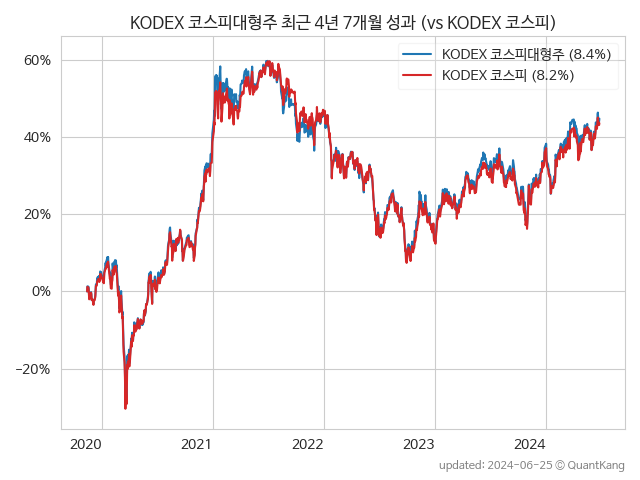 KODEX 코스피대형주 최근 4년 7개월 성과 (vs KODEX 코스피)
KODEX 코스피대형주 (8.4%)
KODEX 코스피 (8.2%)
60%
40%
20%
0%
−20%
2020 2021 2022 2023 2024
updated: 2024-06-25 © QuantKang